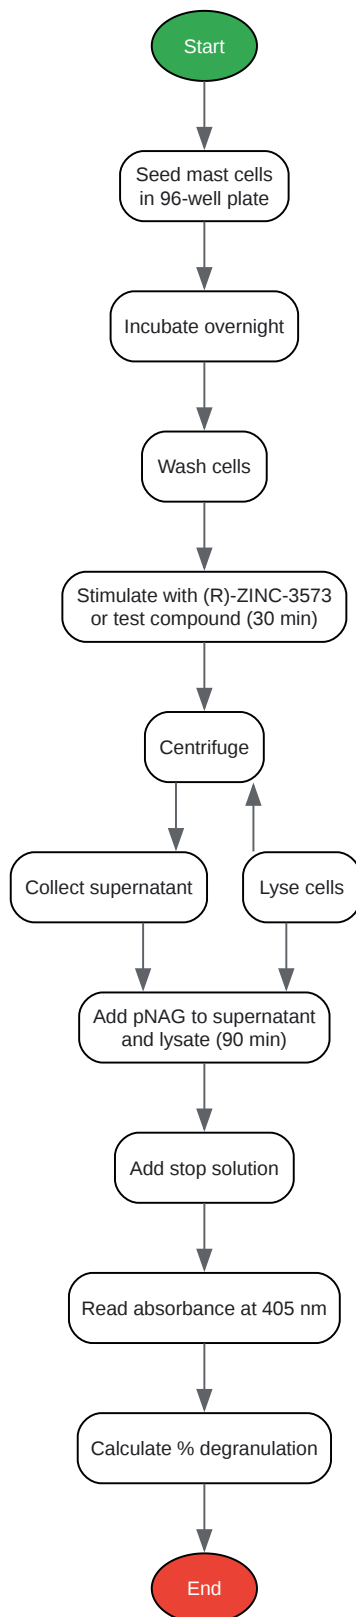 Start
Seed mast cells
in 96-well plate
Incubate overnight
Wash cells
Stimulate with (R)-ZINC-3573
or test compound (30 min)
Centrifuge
Collect supernatant
Lyse cells
Add pNAG to supernatant
and lysate (90 min)
Add stop solution
Read absorbance at 405 nm
Calculate % degranulation
End